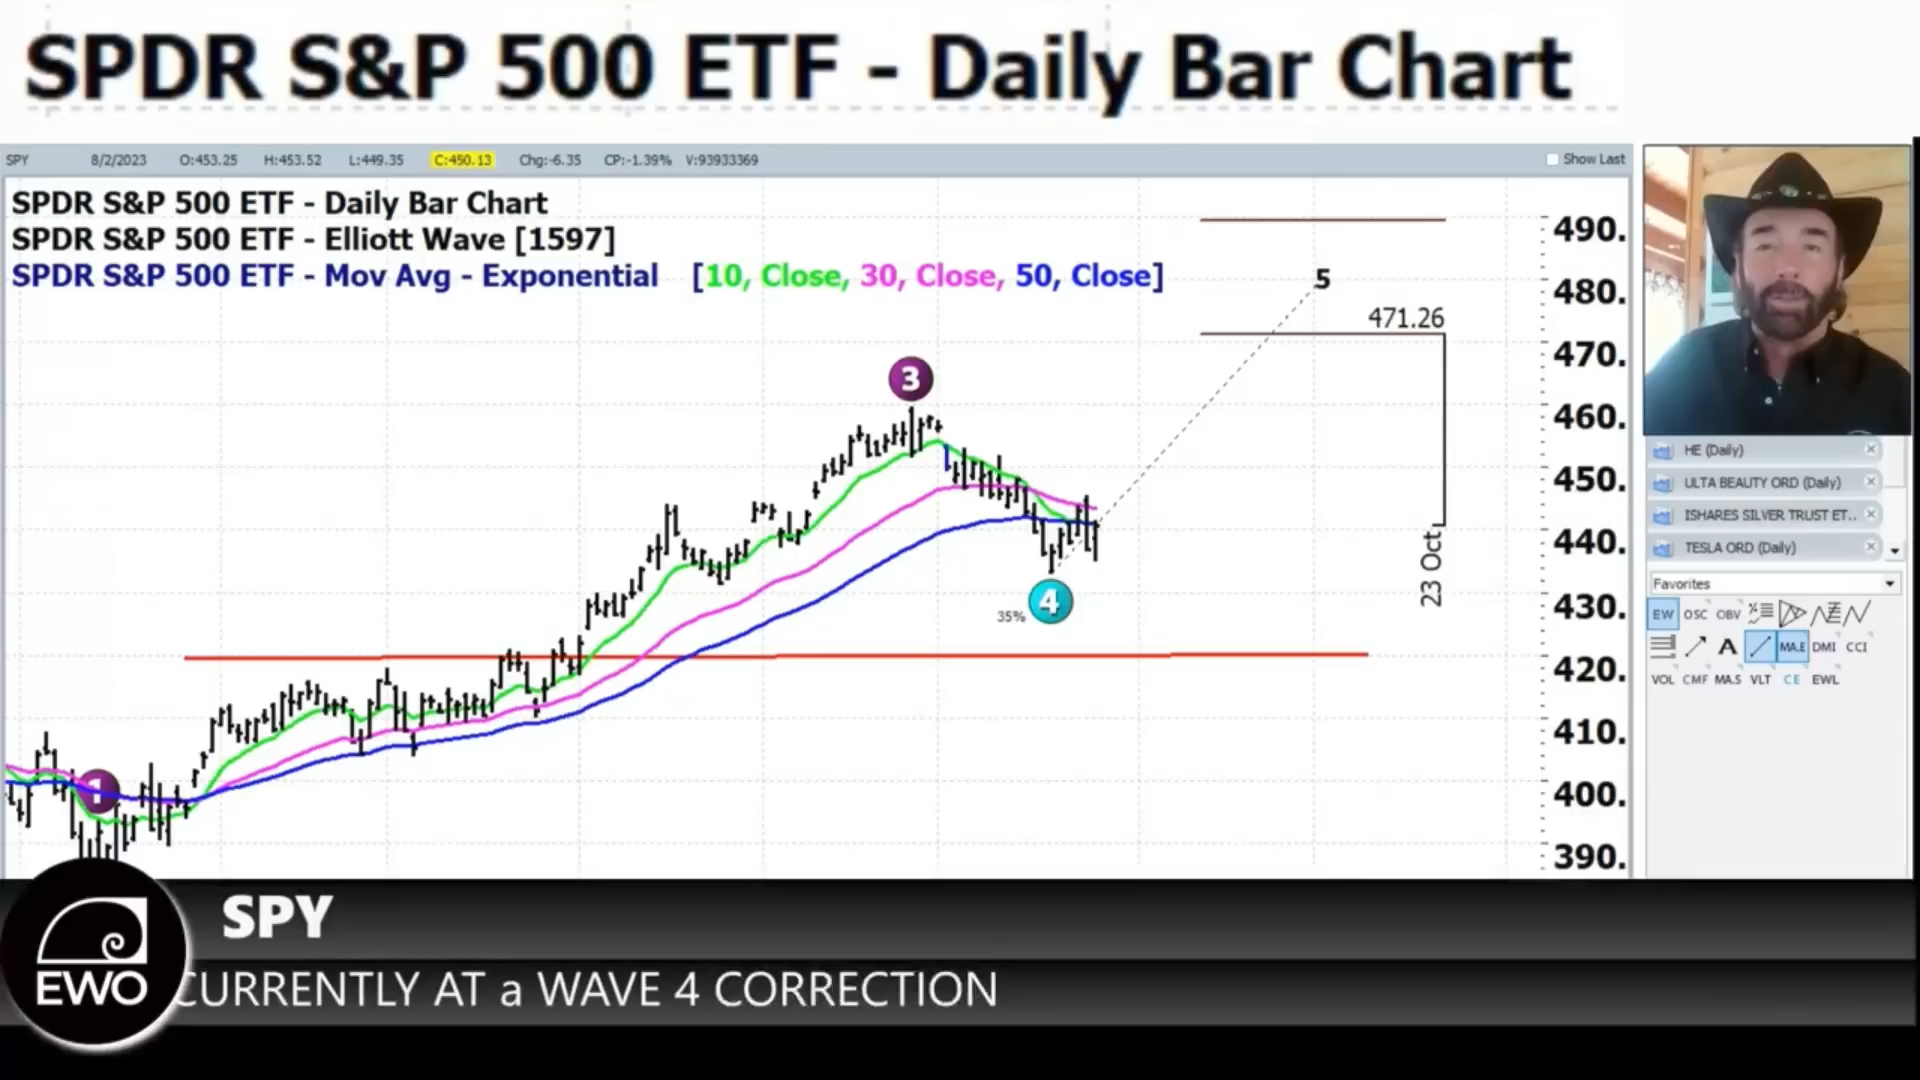 SPDR S&P 500 ETF - Daily Bar Chart
SPY 8/2/2023 O:453.25 H:453.52 L:449.35 C:450.13 Chg:-6.35 CP:-1.39% V:93933369 Show Last
SPDR S&P 500 ETF - Daily Bar Chart
SPDR S&P 500 ETF - Elliott Wave [1597]
SPDR S&P 500 ETF - Mov Avg - Exponential [10, Close, 30, Close, 50, Close]
490.
480.
5
471.26
470.
3
460.
450.
440.
23 Oct
430.
4
35%
420.
410.
400.
1
390.
HE (Daily)
ULTA BEAUTY ORD (Daily)
ISHARES SILVER TRUST ET..
TESLA ORD (Daily)
Favorites
EW OSC OBV
A MA.E DMI CCI
VOL CMF MA.S VLT CE EWL
SPY
EWO
CURRENTLY AT a WAVE 4 CORRECTION